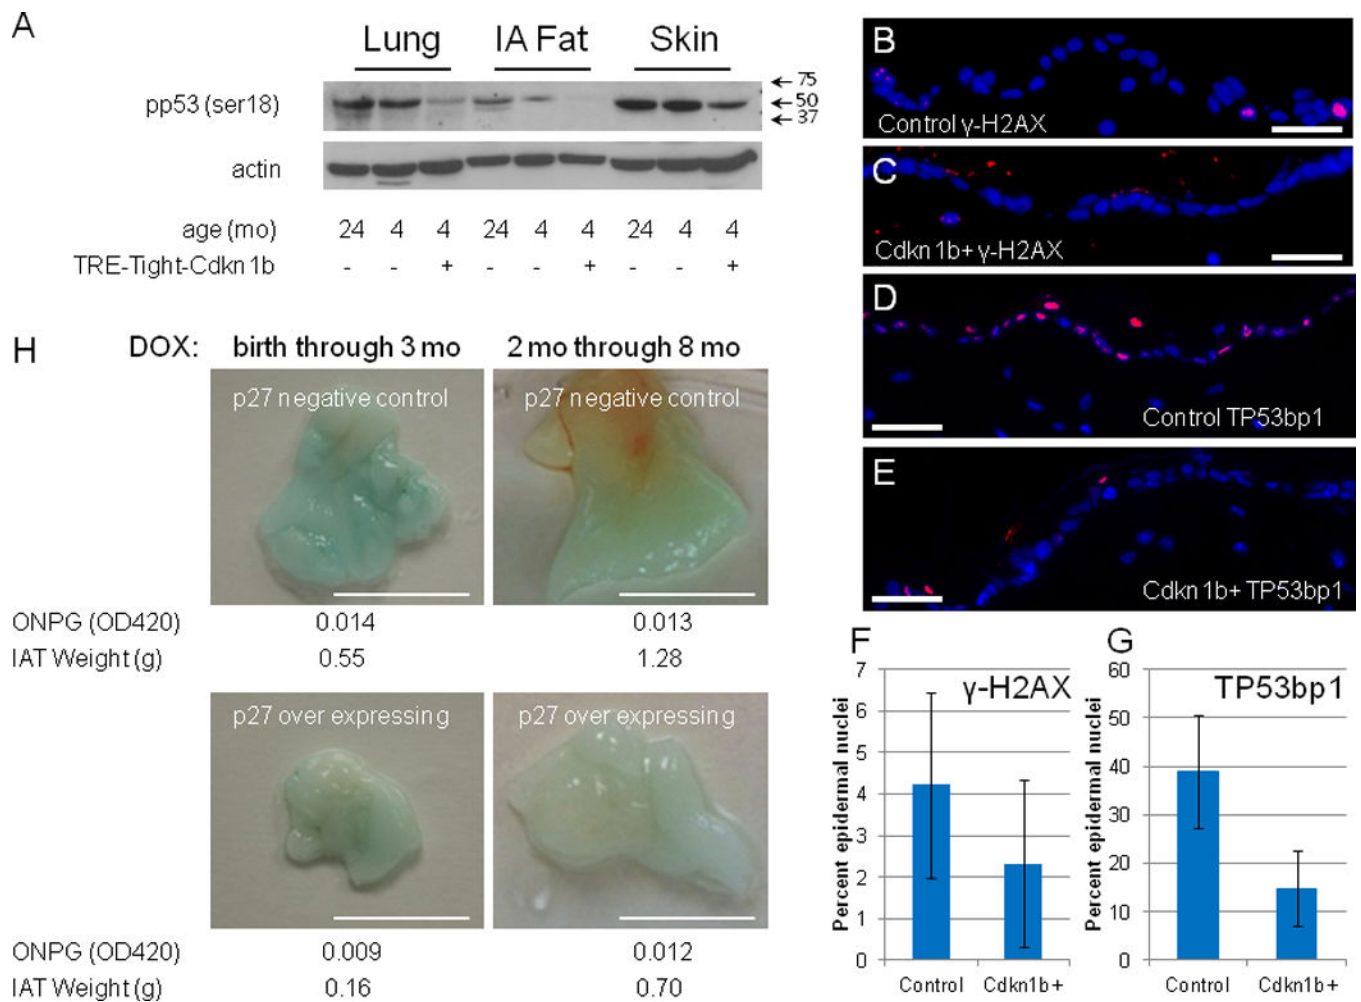 A
Lung IA Fat Skin
pp53 (ser18)
75
50
37
actin
age (mo) 24 4 4 24 4 4 24 4 4
TRE-Tight-Cdkn1b - - + - - + - - +
B
Control γ-H2AX
C
Cdkn1b+ γ-H2AX
D
Control TP53bp1
E
Cdkn1b+ TP53bp1
F
γ-H2AX
Percent epidermal nuclei
7
6
5
4
3
2
1
0
Control Cdkn1b+
G
TP53bp1
Percent epidermal nuclei
60
50
40
30
20
10
0
Control Cdkn1b+
H
DOX: birth through 3 mo 2 mo through 8 mo
p27 negative control p27 negative control
ONPG (OD420) 0.014 0.013
IAT Weight (g) 0.55 1.28
p27 over expressing p27 over expressing
ONPG (OD420) 0.009 0.012
IAT Weight (g) 0.16 0.70